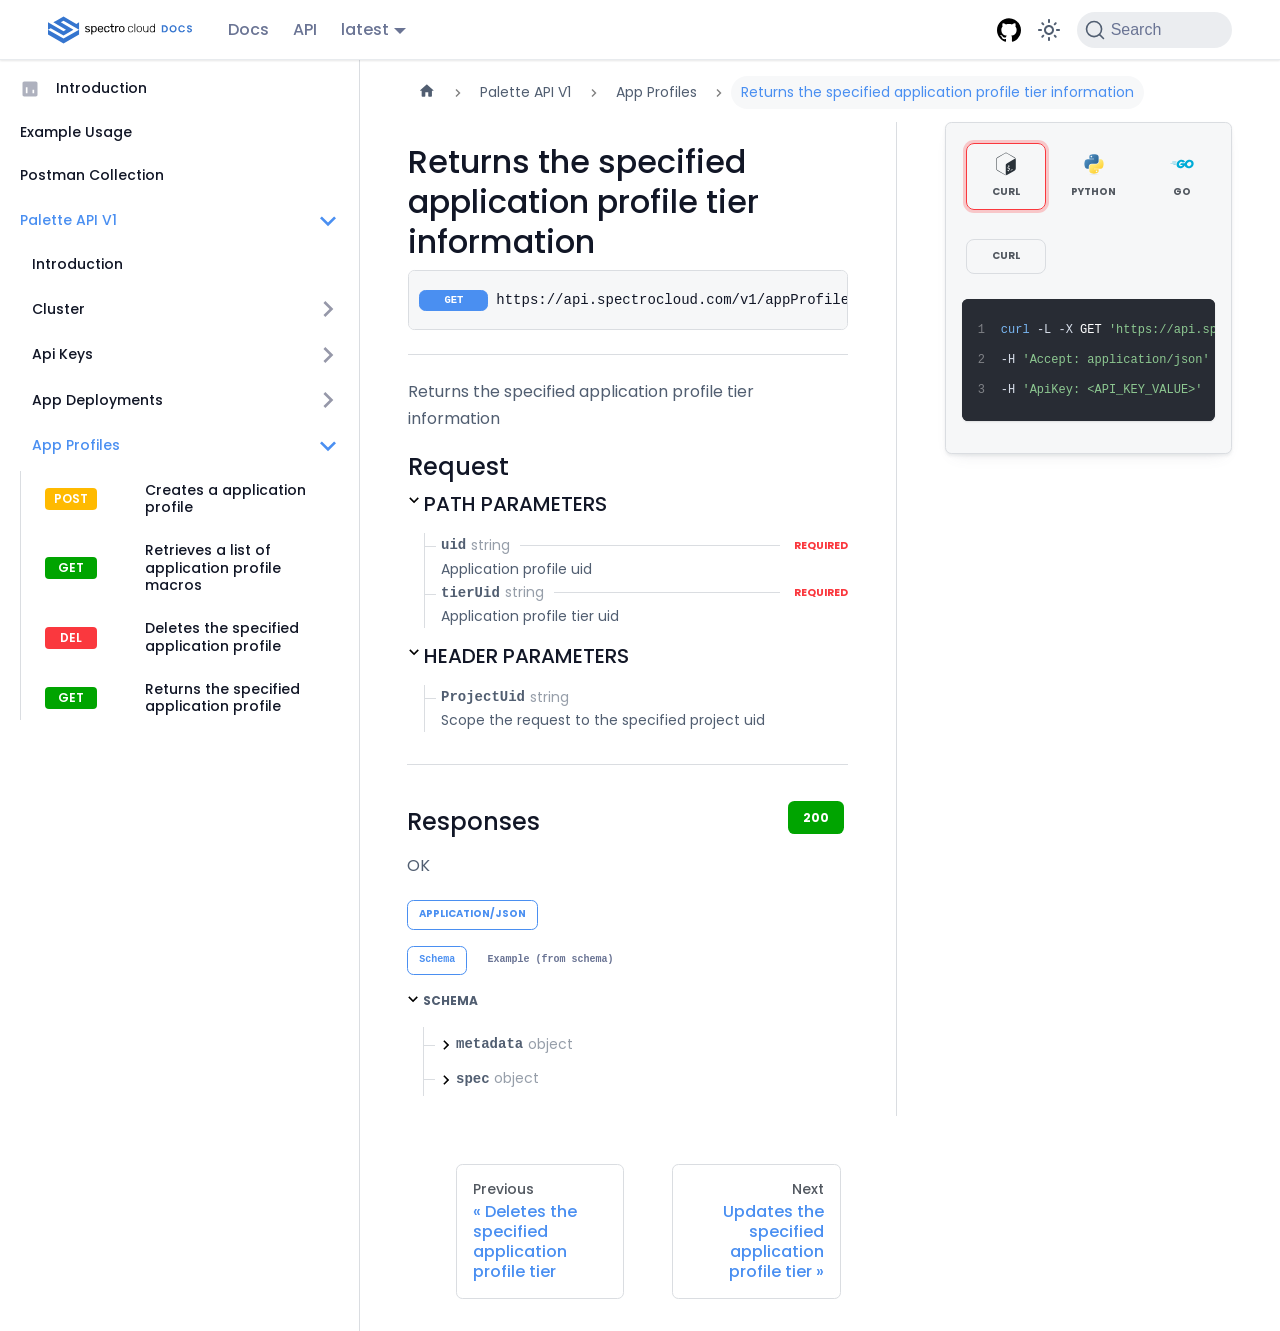 spectro cloud DOCS
Docs
API
latest
Search
Introduction
Example Usage
Postman Collection
Palette API V1
Introduction
Cluster
Api Keys
App Deployments
App Profiles
POST
Creates a application
profile
GET
Retrieves a list of
application profile
macros
DEL
Deletes the specified
application profile
GET
Returns the specified
application profile
Palette API V1
App Profiles
Returns the specified application profile tier information
Returns the specified
application profile tier
information
GET
https://api.spectrocloud.com/v1/appProfile
Returns the specified application profile tier
information
Request
PATH PARAMETERS
uid string
REQUIRED
Application profile uid
tierUid string
REQUIRED
Application profile tier uid
HEADER PARAMETERS
ProjectUid string
Scope the request to the specified project uid
Responses
200
OK
APPLICATION/JSON
Schema
Example (from schema)
SCHEMA
metadata object
spec object
Previous
« Deletes the
specified
application
profile tier
Next
Updates the
specified
application
profile tier »
CURL
PYTHON
GO
CURL
1 curl -L -X GET 'https://api.sp
2 -H 'Accept: application/json'
3 -H 'ApiKey: <API_KEY_VALUE>'